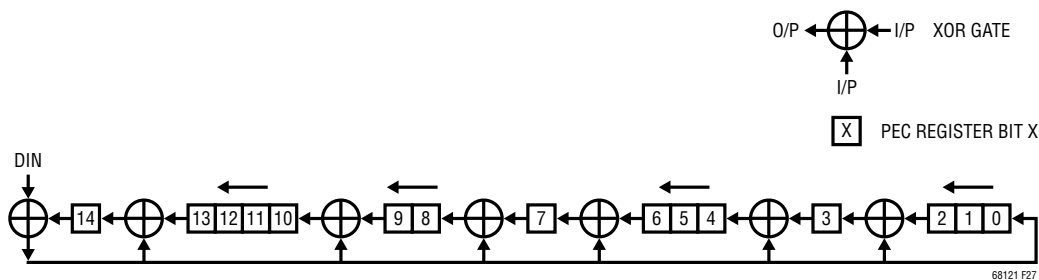 O/P I/P XOR GATE
I/P
X PEC REGISTER BIT X
DIN
14 13 12 11 10 9 8 7 6 5 4 3 2 1 0
68121 F27